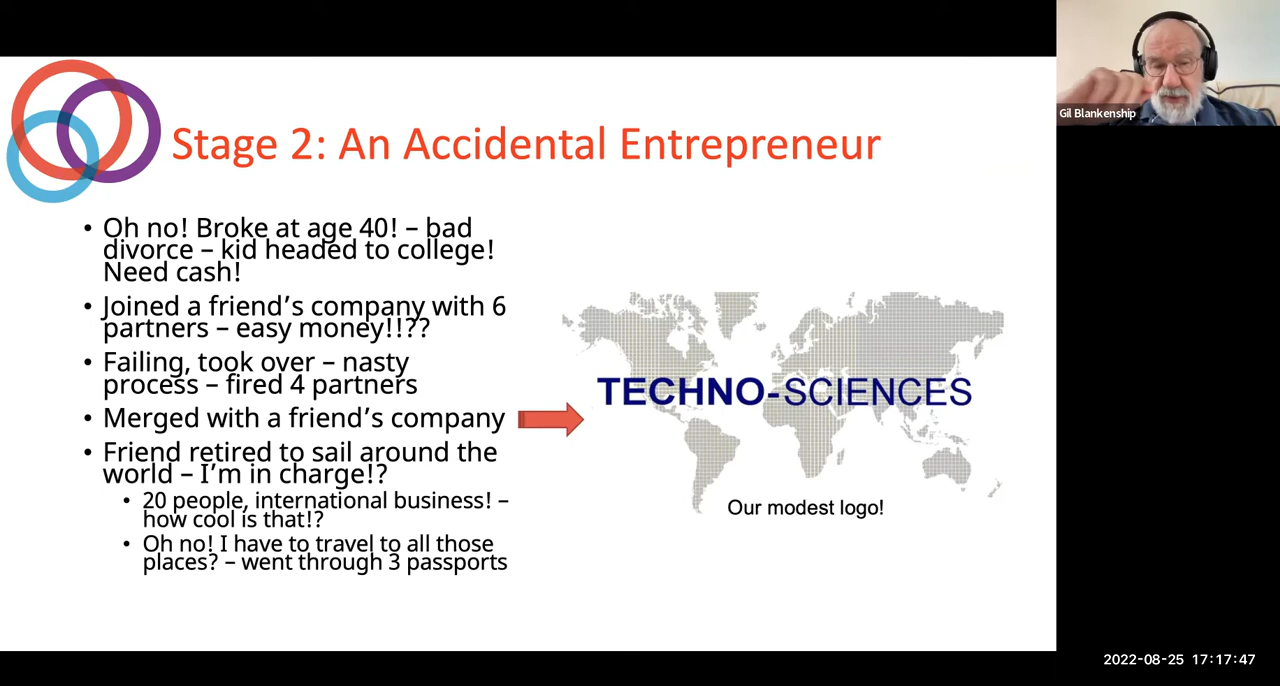 Stage 2: An Accidental Entrepreneur
• Oh no! Broke at age 40! – bad
divorce – kid headed to college!
Need cash!
• Joined a friend’s company with 6
partners – easy money!!??
• Failing, took over – nasty
process – fired 4 partners
• Merged with a friend’s company
• Friend retired to sail around the
world – I’m in charge!?
• 20 people, international business! –
how cool is that!?
• Oh no! I have to travel to all those
places? – went through 3 passports
TECHNO-SCIENCES
Our modest logo!
Gil Blankenship
2022-08-25 17:17:47